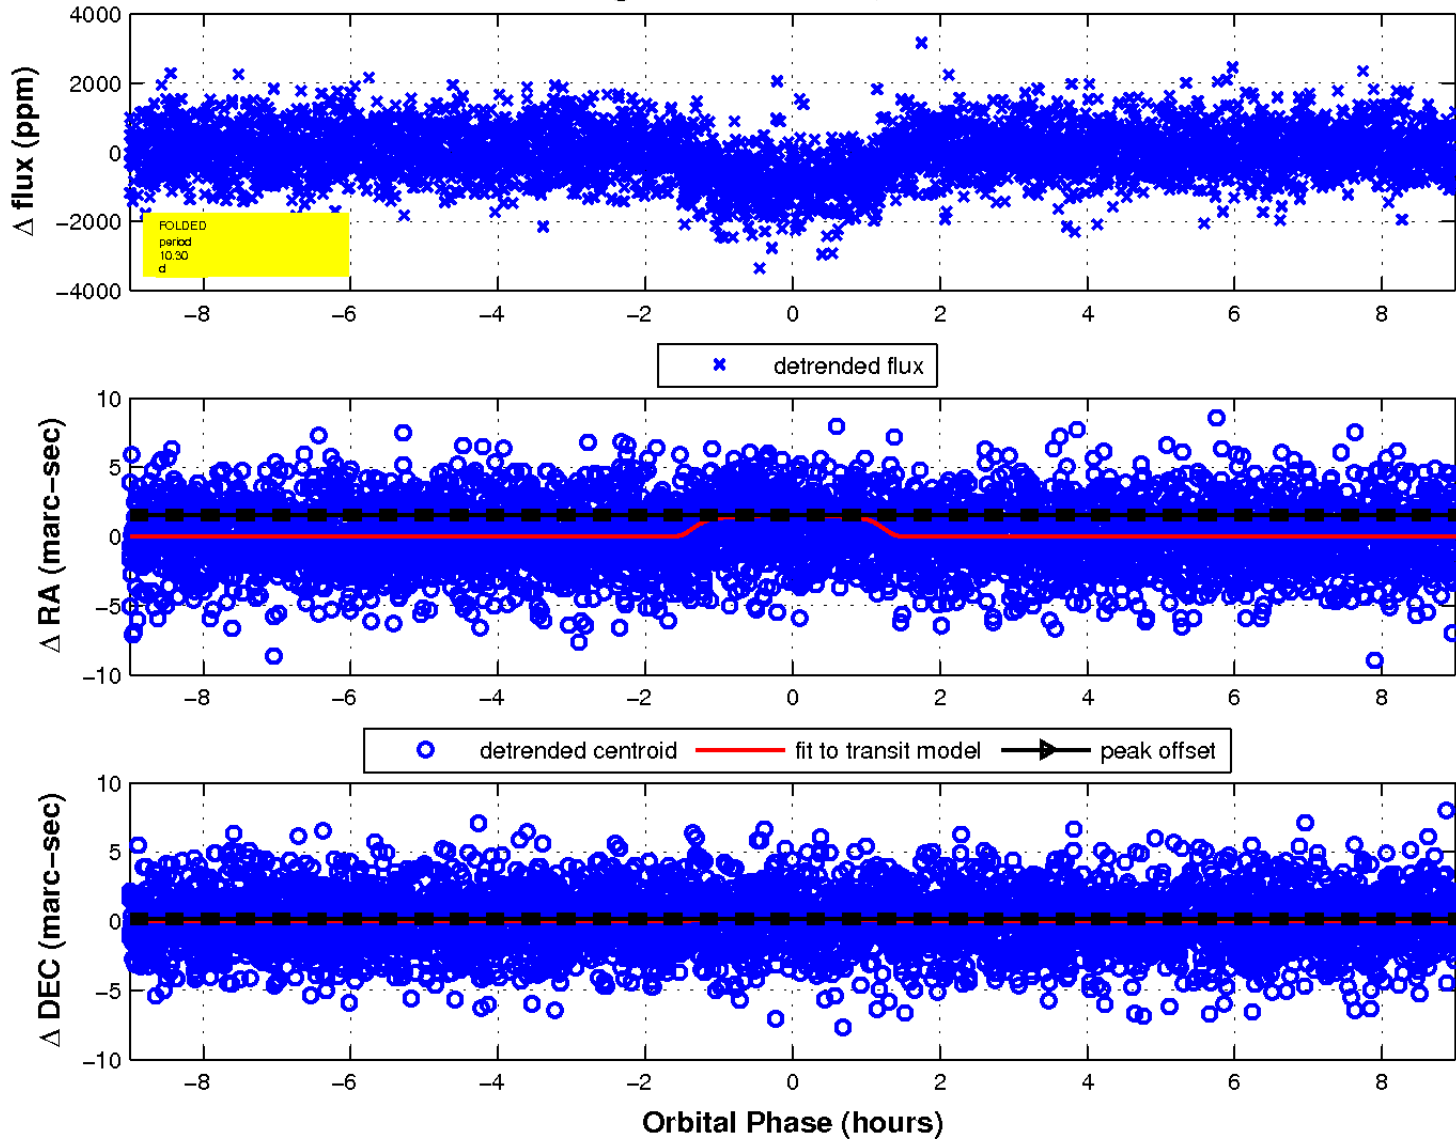 4000
2000
0
−2000
−4000
Δ flux (ppm)
FOLDED
period
10.30
d
−8 −6 −4 −2 0 2 4 6 8
detrended flux
10
5
0
−5
−10
Δ RA (marc−sec)
−8 −6 −4 −2 0 2 4 6 8
detrended centroid fit to transit model peak offset
10
5
0
−5
−10
Δ DEC (marc−sec)
−8 −6 −4 −2 0 2 4 6 8
Orbital Phase (hours)